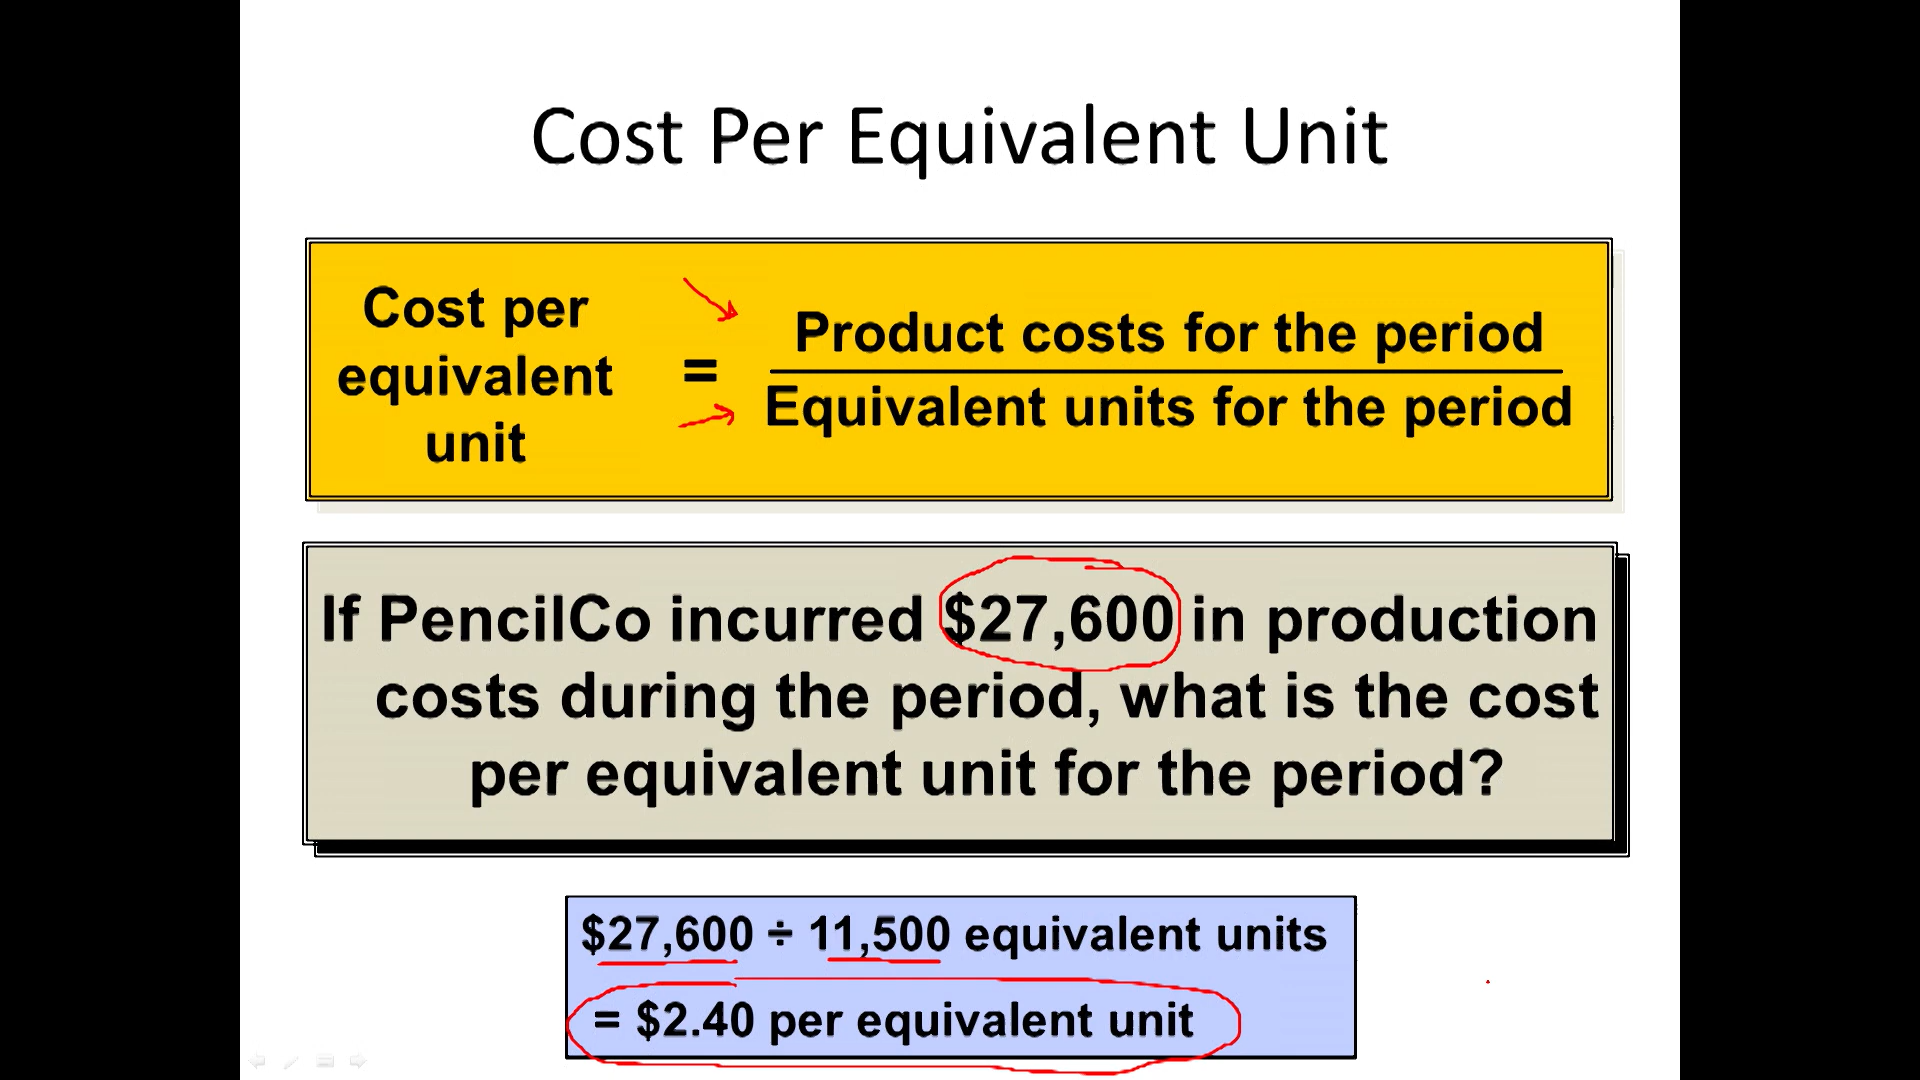 Cost Per Equivalent Unit
Cost per
equivalent
unit
=
Product costs for the period
Equivalent units for the period
If PencilCo incurred $27,600 in production
costs during the period, what is the cost
per equivalent unit for the period?
$27,600 ÷ 11,500 equivalent units
= $2.40 per equivalent unit